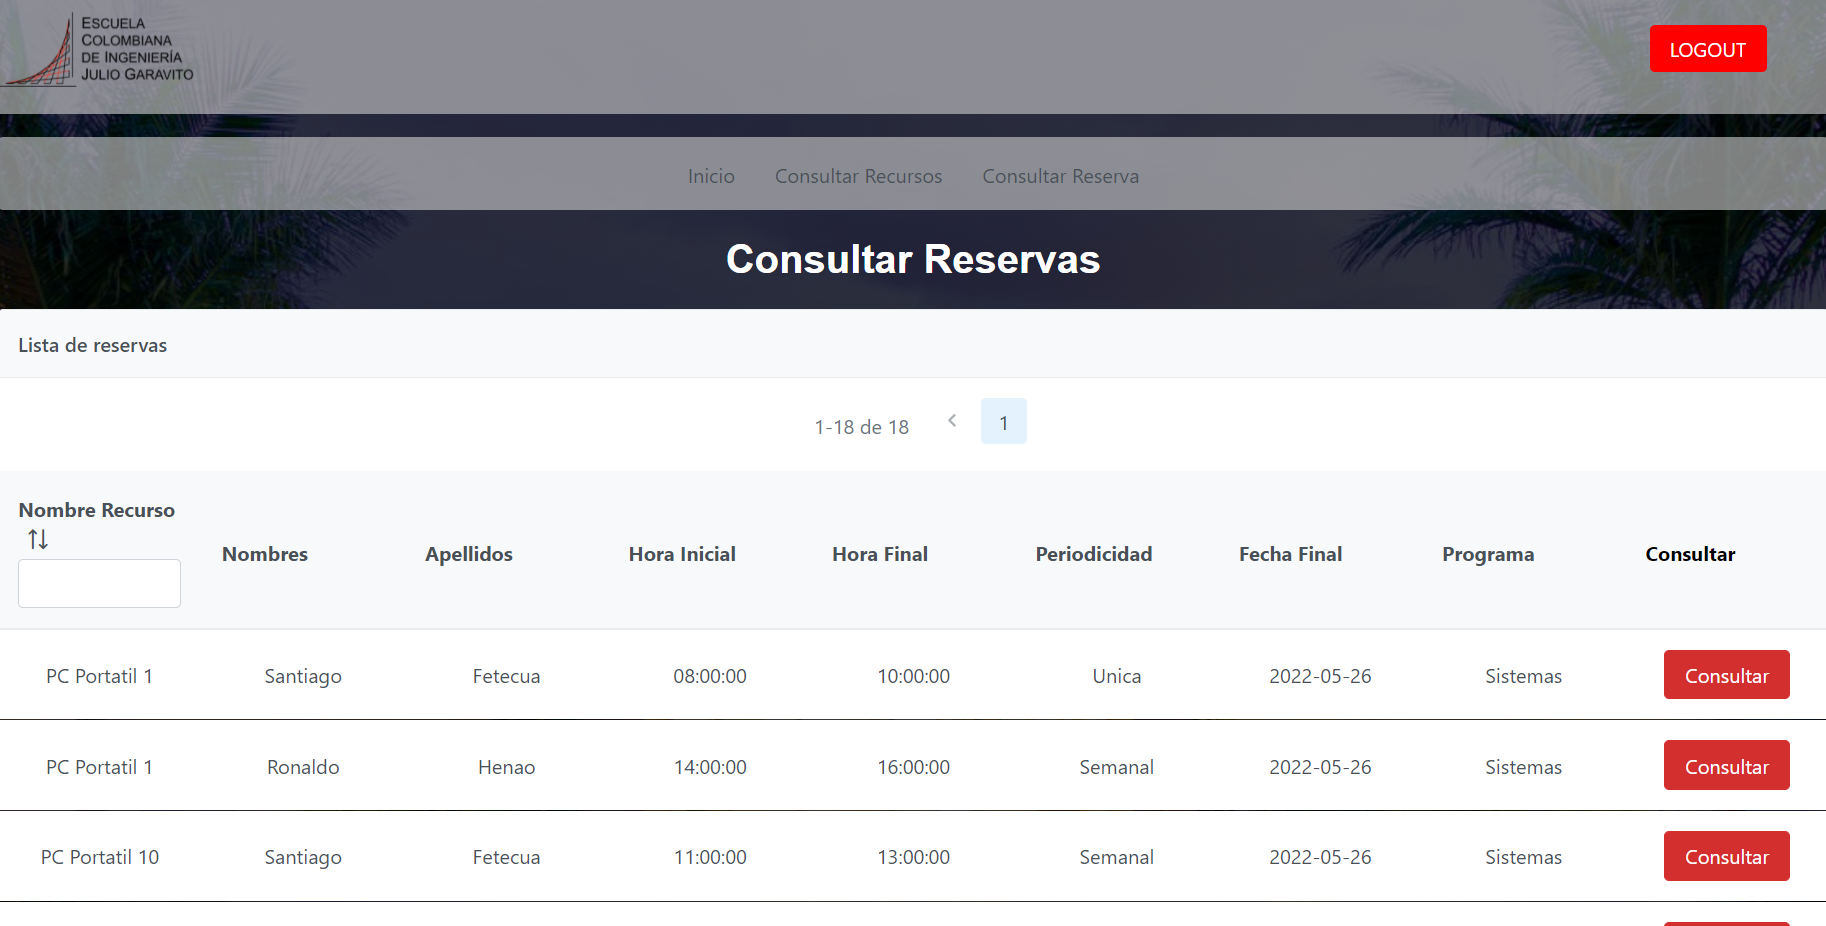 ESCUELA
COLOMBIANA
DE INGENIERÍA
JULIO GARAVITO
LOGOUT
Inicio Consultar Recursos Consultar Reserva
Consultar Reservas
Lista de reservas
1-18 de 18 1
Nombre Recurso Nombres Apellidos Hora Inicial Hora Final Periodicidad Fecha Final Programa Consultar
PC Portatil 1 Santiago Fetecua 08:00:00 10:00:00 Unica 2022-05-26 Sistemas Consultar
PC Portatil 1 Ronaldo Henao 14:00:00 16:00:00 Semanal 2022-05-26 Sistemas Consultar
PC Portatil 10 Santiago Fetecua 11:00:00 13:00:00 Semanal 2022-05-26 Sistemas Consultar